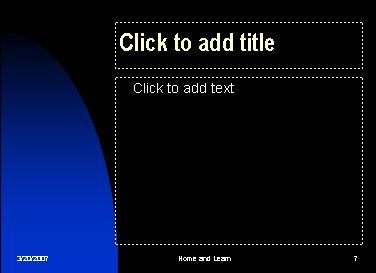 Click to add title
Click to add text
3/20/2007
Home and Learn
7